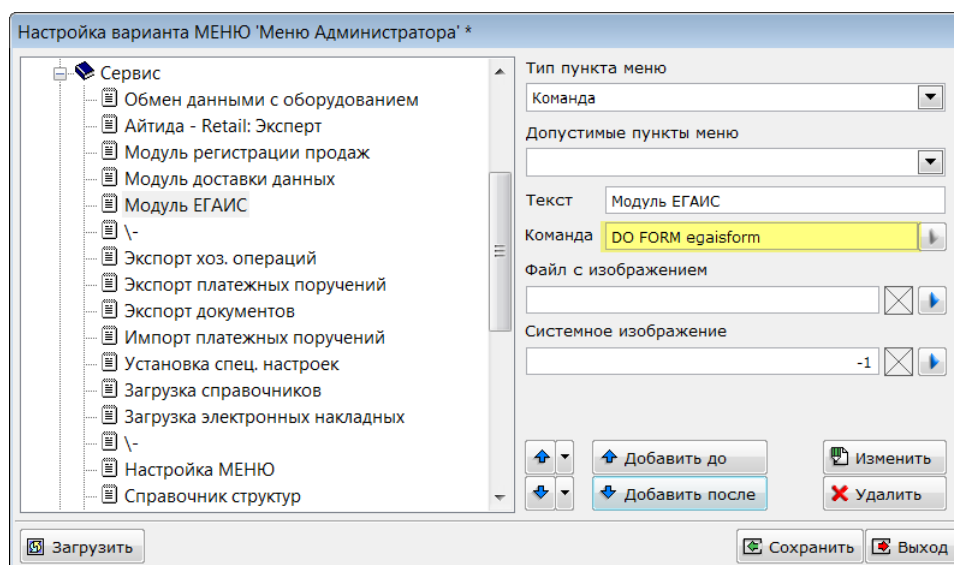 Настройка варианта МЕНЮ 'Меню Администратора' *
Сервис
Обмен данными с оборудованием
Айтида - Retail: Эксперт
Модуль регистрации продаж
Модуль доставки данных
Модуль ЕГАИС
\-
Экспорт хоз. операций
Экспорт платежных поручений
Экспорт документов
Импорт платежных поручений
Установка спец. настроек
Загрузка справочников
Загрузка электронных накладных
\-
Настройка МЕНЮ
Справочник структур
Тип пункта меню
Команда
Допустимые пункты меню
Текст Модуль ЕГАИС
Команда DO FORM egaisform
Файл с изображением
Системное изображение
-1
Добавить до Изменить
Добавить после Удалить
Загрузить Сохранить Выход